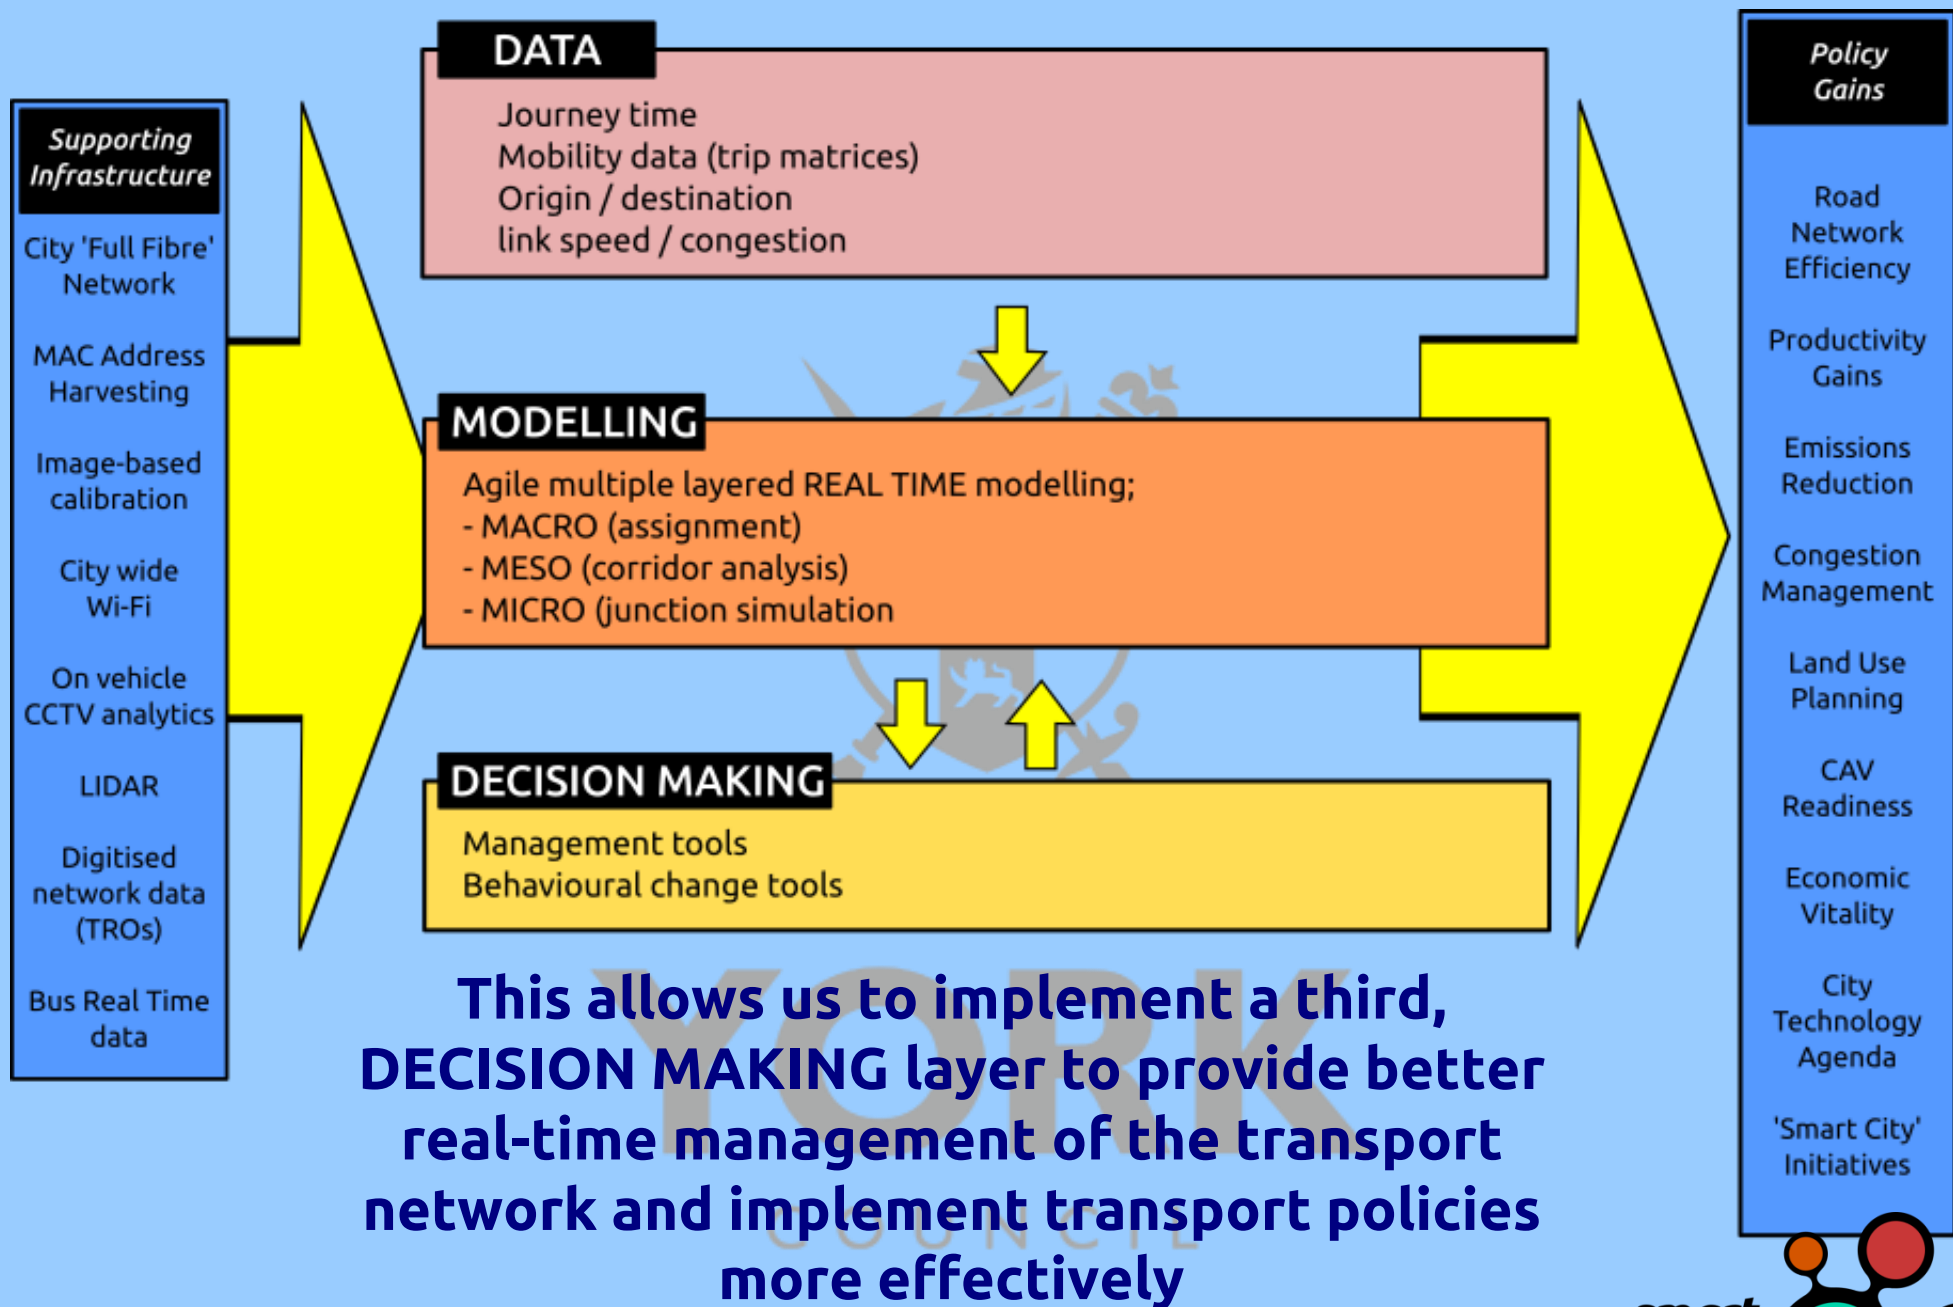 Supporting
Infrastructure
City 'Full Fibre'
Network
MAC Address
Harvesting
Image-based
calibration
City wide
Wi-Fi
On vehicle
CCTV analytics
LIDAR
Digitised
network data
(TROs)
Bus Real Time
data
DATA
Journey time
Mobility data (trip matrices)
Origin / destination
link speed / congestion
MODELLING
Agile multiple layered REAL TIME modelling;
- MACRO (assignment)
- MESO (corridor analysis)
- MICRO (junction simulation
DECISION MAKING
Management tools
Behavioural change tools
This allows us to implement a third,
DECISION MAKING layer to provide better
real-time management of the transport
network and implement transport policies
more effectively
YORK
COUNCIL
Policy
Gains
Road
Network
Efficiency
Productivity
Gains
Emissions
Reduction
Congestion
Management
Land Use
Planning
CAV
Readiness
Economic
Vitality
City
Technology
Agenda
'Smart City'
Initiatives